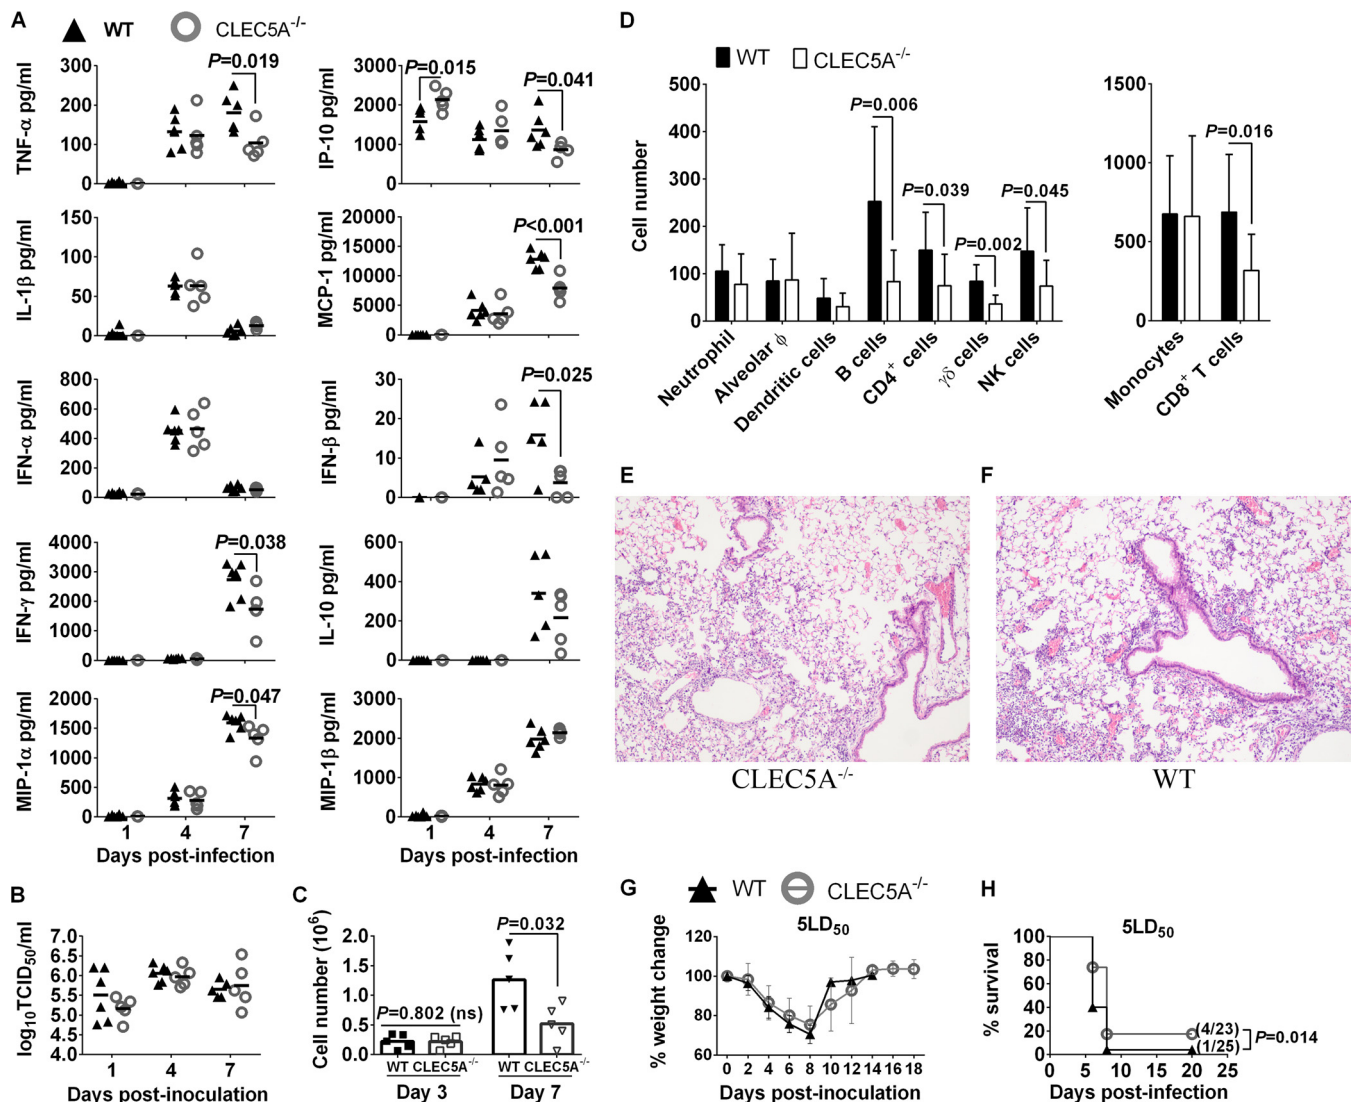 A
WT
CLEC5A-/-
TNF-α pg/ml
300
200
100
0
P=0.019
IP-10 pg/ml
3000
2000
1000
0
P=0.015
P=0.041
IL-1β pg/ml
150
100
50
0
MCP-1 pg/ml
20000
15000
10000
5000
0
P<0.001
IFN-α pg/ml
800
600
400
200
0
IFN-β pg/ml
30
20
10
0
P=0.025
IFN-γ pg/ml
4000
3000
2000
1000
0
P=0.038
IL-10 pg/ml
600
400
200
0
MIP-1α pg/ml
2000
1500
1000
500
0
P=0.047
1 4 7
Days post-infection
MIP-1β pg/ml
3000
2000
1000
0
1 4 7
Days post-infection
B
log10TCID50/ml
7.0
6.5
6.0
5.5
5.0
4.5
4.0
1 4 7
Days post-inoculation
C
Cell number (10^6)
2.0
1.5
1.0
0.5
0.0
P=0.802 (ns)
P=0.032
WT CLEC5A-/- WT CLEC5A-/-
Day 3 Day 7
D
WT CLEC5A-/-
Cell number
500
400
300
200
100
0
P=0.006
P=0.039
P=0.002
P=0.045
Neutrophil
Alveolar ϕ
Dendritic cells
B cells
CD4+ cells
γδ cells
NK cells
1500
1000
500
0
P=0.016
Monocytes
CD8+ T cells
E
CLEC5A-/-
F
WT
G
WT CLEC5A-/-
5LD50
% weight change
120
100
80
60
0 2 4 6 8 10 12 14 16 18
Days post-inoculation
H
5LD50
% survival
100
80
60
40
20
0
(4/23)
(1/25)
P=0.014
0 5 10 15 20 25
Days post-infection